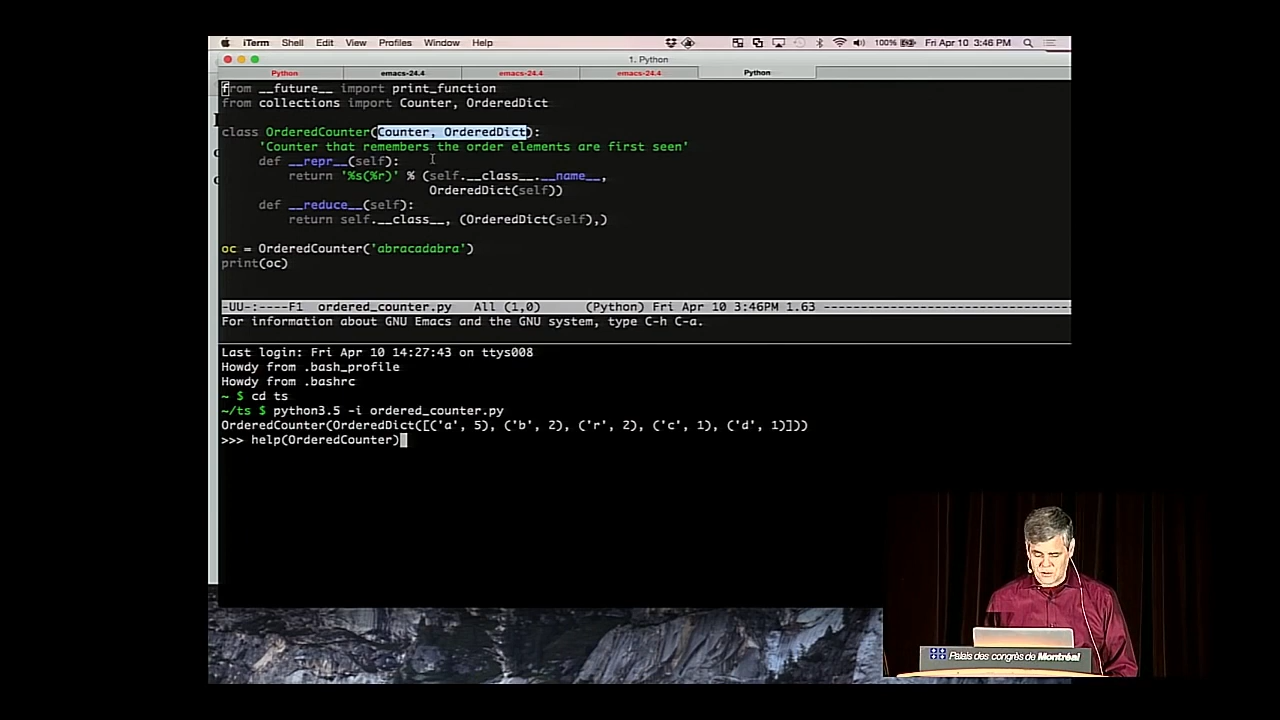 iTerm Shell Edit View Profiles Window Help 100% Fri Apr 10 3:46 PM
1. Python
Python emacs-24.4 emacs-24.4 emacs-24.4 Python
from __future__ import print_function
from collections import Counter, OrderedDict
class OrderedCounter(Counter, OrderedDict):
'Counter that remembers the order elements are first seen'
def __repr__(self):
return '%s(%r)' % (self.__class__.__name__,
OrderedDict(self))
def __reduce__(self):
return self.__class__, (OrderedDict(self),)
oc = OrderedCounter('abracadabra')
print(oc)
-UU-:----F1 ordered_counter.py All (1,0) (Python) Fri Apr 10 3:46PM 1.63 ------------------------------
For information about GNU Emacs and the GNU system, type C-h C-a.
Last login: Fri Apr 10 14:27:43 on ttys008
Howdy from .bash_profile
Howdy from .bashrc
~ $ cd ts
~/ts $ python3.5 -i ordered_counter.py
OrderedCounter(OrderedDict([('a', 5), ('b', 2), ('r', 2), ('c', 1), ('d', 1)]))
>>> help(OrderedCounter)
Palais des congrès de Montréal